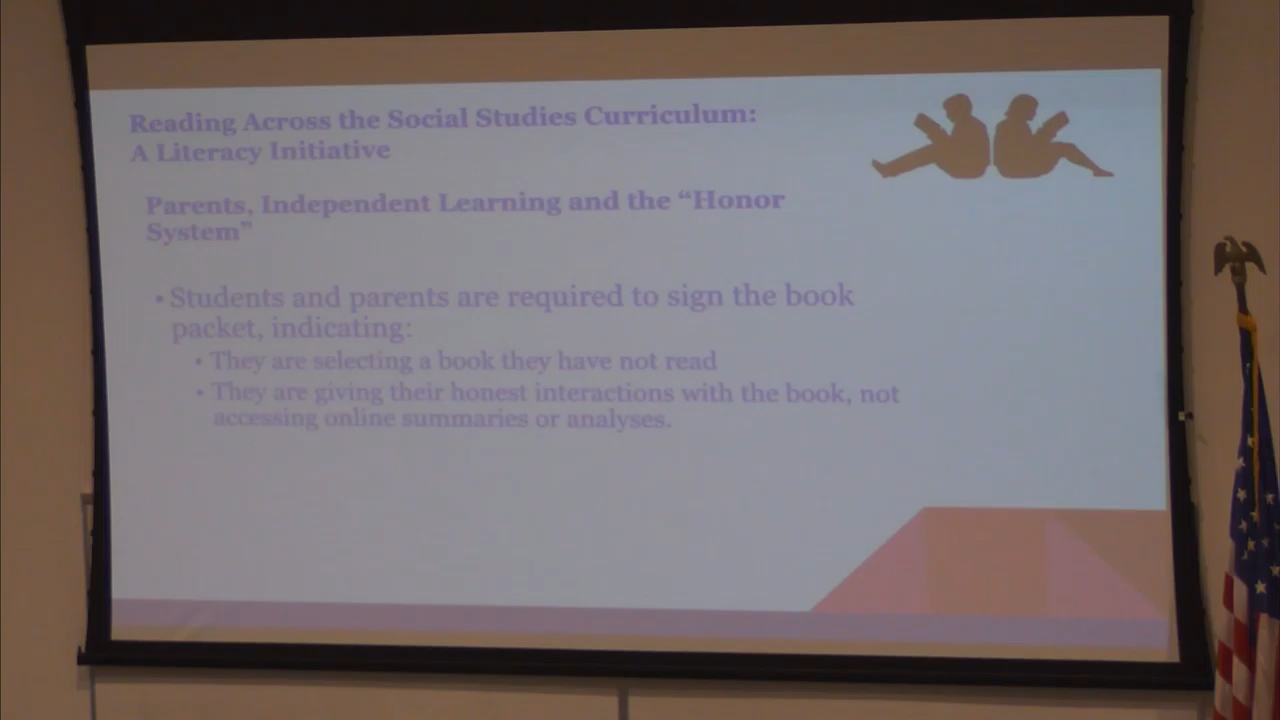 Reading Across the Social Studies Curriculum:
A Literacy Initiative
Parents, Independent Learning and the “Honor
System”
• Students and parents are required to sign the book
packet, indicating:
• They are selecting a book they have not read
• They are giving their honest interactions with the book, not
accessing online summaries or analyses.